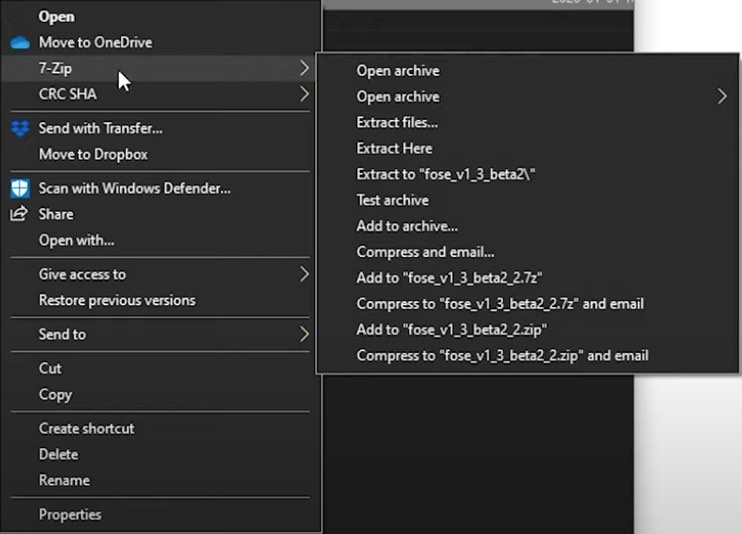 Open
Move to OneDrive
7-Zip
CRC SHA
Send with Transfer...
Move to Dropbox
Scan with Windows Defender...
Share
Open with...
Give access to
Restore previous versions
Send to
Cut
Copy
Create shortcut
Delete
Rename
Properties
Open archive
Open archive
Extract files...
Extract Here
Extract to "fose_v1_3_beta2\"
Test archive
Add to archive...
Compress and email...
Add to "fose_v1_3_beta2_2.7z"
Compress to "fose_v1_3_beta2_2.7z" and email
Add to "fose_v1_3_beta2_2.zip"
Compress to "fose_v1_3_beta2_2.zip" and email